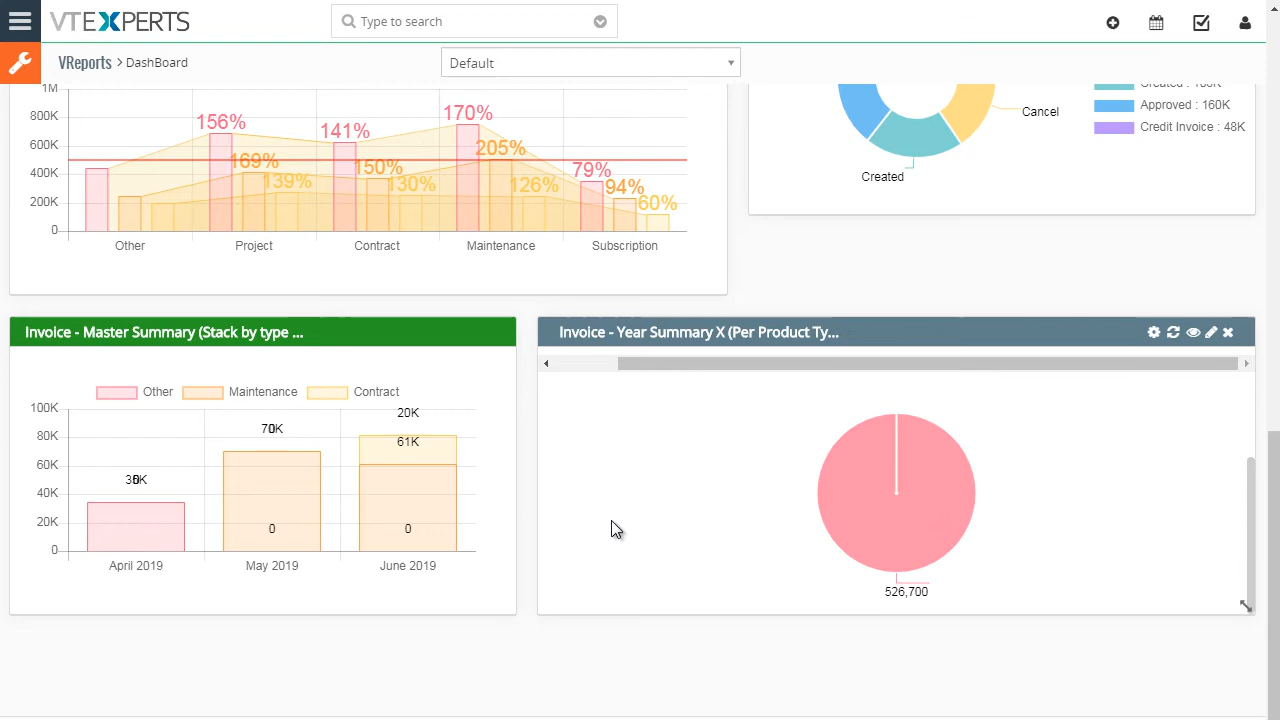 VTEXPERTS
Type to search
VReports > DashBoard
Default
1M
800K
600K
400K
200K
0
156%
141%
170%
169%
150%
205%
79%
139%
130%
126%
94%
60%
Other
Project
Contract
Maintenance
Subscription
Cancel
Created
Created : 180K
Approved : 160K
Credit Invoice : 48K
Invoice - Master Summary (Stack by type ...
Other
Maintenance
Contract
100K
80K
60K
40K
20K
0
70K
20K
61K
0
0
April 2019
May 2019
June 2019
Invoice - Year Summary X (Per Product Ty...
526,700